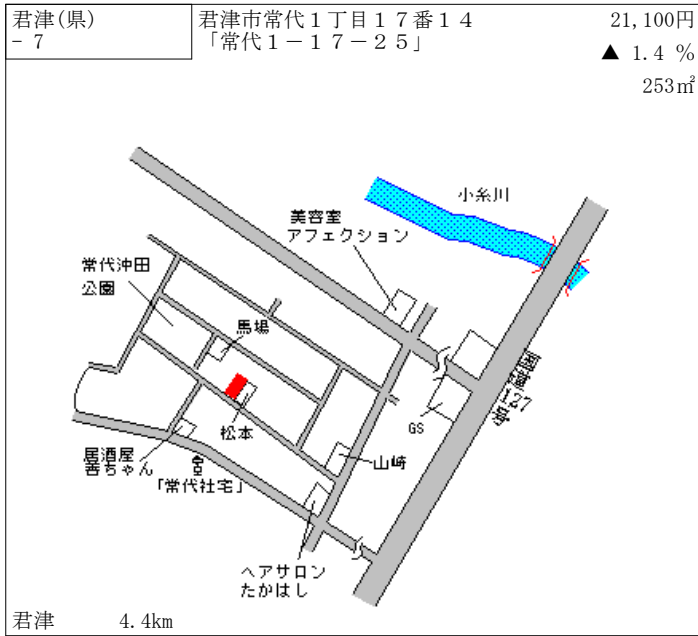 君津(県)
- 7
君津市常代１丁目１７番１４
「常代１－１７－２５」
21,100円
▲ 1.4 %
253㎡
小糸川
美容室
アフェクション
常代沖田
公園
馬場
国道127号
GS
松本
山崎
居酒屋
善ちゃん
「常代社宅」
ヘアサロン
たかはし
君津 4.4km